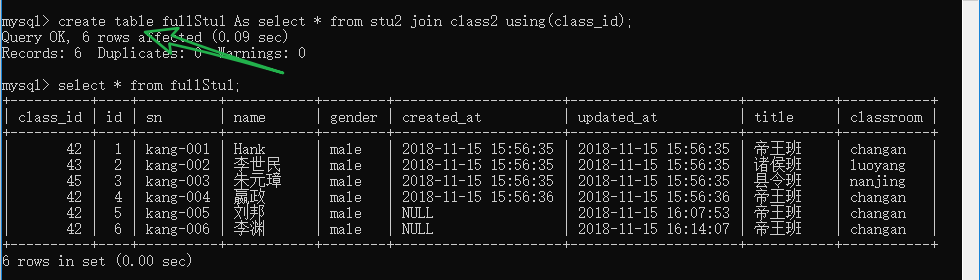 mysql> create table fullStu1 As select * from stu2 join class2 using(class_id);
Query OK, 6 rows affected (0.09 sec)
Records: 6  Duplicates: 0  Warnings: 0
mysql> select * from fullStu1;
+----------+----+----------+--------+--------+---------------------+---------------------+--------+-----------+
| class_id | id | sn       | name   | gender | created_at          | updated_at          | title  | classroom |
+----------+----+----------+--------+--------+---------------------+---------------------+--------+-----------+
|       42 |  1 | kang-001 | Hank   | male   | 2018-11-15 15:56:35 | 2018-11-15 15:56:35 | 帝王班 | changan   |
|       43 |  2 | kang-002 | 李世民 | male   | 2018-11-15 15:56:35 | 2018-11-15 15:56:35 | 诸侯班 | luoyang   |
|       45 |  3 | kang-003 | 朱元璋 | male   | 2018-11-15 15:56:35 | 2018-11-15 15:56:35 | 县令班 | nanjing   |
|       42 |  4 | kang-004 | 嬴政   | male   | 2018-11-15 15:56:36 | 2018-11-15 15:56:36 | 帝王班 | changan   |
|       42 |  5 | kang-005 | 刘邦   | male   | NULL                | 2018-11-15 16:07:53 | 帝王班 | changan   |
|       42 |  6 | kang-006 | 李渊   | male   | NULL                | 2018-11-15 16:14:07 | 帝王班 | changan   |
+----------+----+----------+--------+--------+---------------------+---------------------+--------+-----------+
6 rows in set (0.00 sec)